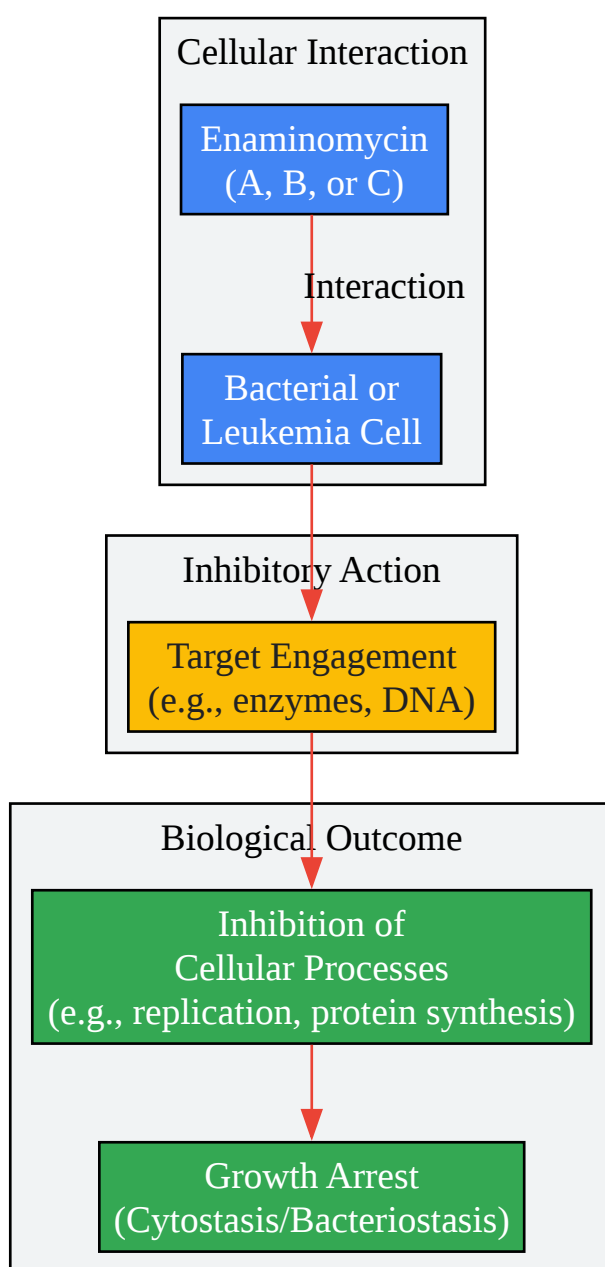 Cellular Interaction
Enaminomycin
(A, B, or C)
Interaction
Bacterial or
Leukemia Cell
Inhibitory Action
Target Engagement
(e.g., enzymes, DNA)
Biological Outcome
Inhibition of
Cellular Processes
(e.g., replication, protein synthesis)
Growth Arrest
(Cytostasis/Bacteriostasis)